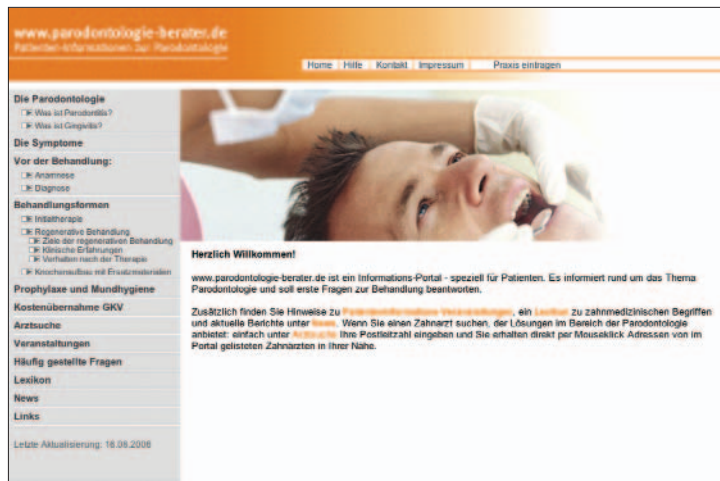 www.parodontologie-berater.de
Patienten-Informationen zur Parodontologie
Home Hilfe Kontakt Impressum Praxis eintragen
Die Parodontologie
Was ist Parodontitis?
Was ist Gingivitis?
Die Symptome
Vor der Behandlung:
Anamnese
Diagnose
Behandlungsformen
Initialtherapie
Regenerative Behandlung
Ziele der regenerativen Behandlung
Klinische Erfahrungen
Verhalten nach der Therapie
Knochenaufbau mit Ersatzmaterialien
Prophylaxe und Mundhygiene
Kostenübernahme GKV
Arztsuche
Veranstaltungen
Häufig gestellte Fragen
Lexikon
News
Links
Letzte Aktualisierung: 16.08.2006
Herzlich Willkommen!
www.parodontologie-berater.de ist ein Informations-Portal - speziell für Patienten. Es informiert rund um das Thema
Parodontologie und soll erste Fragen zur Behandlung beantworten.
Zusätzlich finden Sie Hinweise zu Patienteninformations-Veranstaltungen, ein Lexikon zu zahnmedizinischen Begriffen
und aktuelle Berichte unter News. Wenn Sie einen Zahnarzt suchen, der Lösungen im Bereich der Parodontologie
anbietet: einfach unter Arztsuche Ihre Postleitzahl eingeben und Sie erhalten direkt per Mouseklick Adressen von im
Portal gelisteten Zahnärzten in Ihrer Nähe.